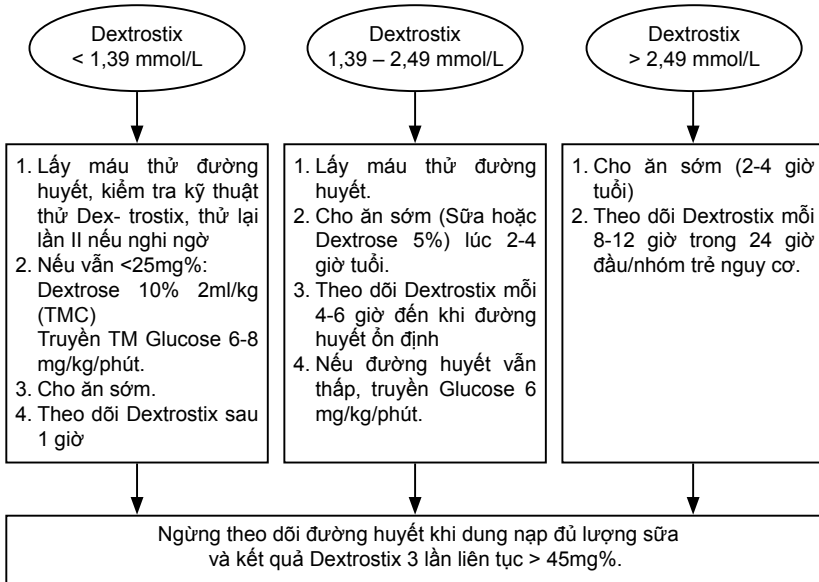 Dextrostix
< 1,39 mmol/L
Dextrostix
1,39 – 2,49 mmol/L
Dextrostix
> 2,49 mmol/L
1. Lấy máu thử đường
huyết, kiểm tra kỹ thuật
thử Dex- trostix, thử lại
lần II nếu nghi ngờ
2. Nếu vẫn <25mg%:
Dextrose 10% 2ml/kg
(TMC)
Truyền TM Glucose 6-8
mg/kg/phút.
3. Cho ăn sớm.
4. Theo dõi Dextrostix sau
1 giờ
1. Lấy máu thử đường
huyết.
2. Cho ăn sớm (Sữa hoặc
Dextrose 5%) lúc 2-4
giờ tuổi.
3. Theo dõi Dextrostix mỗi
4-6 giờ đến khi đường
huyết ổn định
4. Nếu đường huyết vẫn
thấp, truyền Glucose 6
mg/kg/phút.
1. Cho ăn sớm (2-4 giờ
tuổi)
2. Theo dõi Dextrostix mỗi
8-12 giờ trong 24 giờ
đầu/nhóm trẻ nguy cơ.
Ngừng theo dõi đường huyết khi dung nạp đủ lượng sữa
và kết quả Dextrostix 3 lần liên tục > 45mg%.